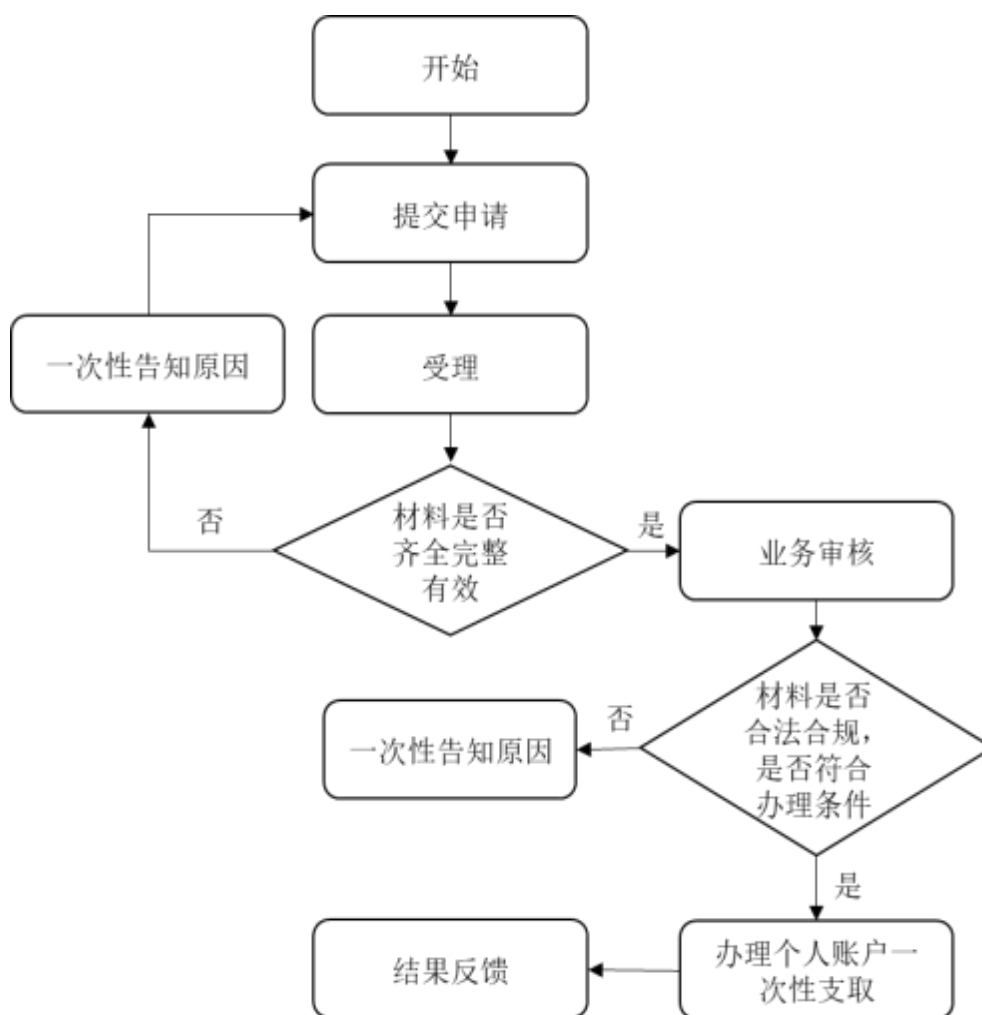 开始
提交申请
一次性告知原因
受理
否
材料是否
齐全完整
有效
是
业务审核
一次性告知原因
否
材料是否
合法合规，
是否符合
办理条件
是
结果反馈
办理个人账户一
次性支取